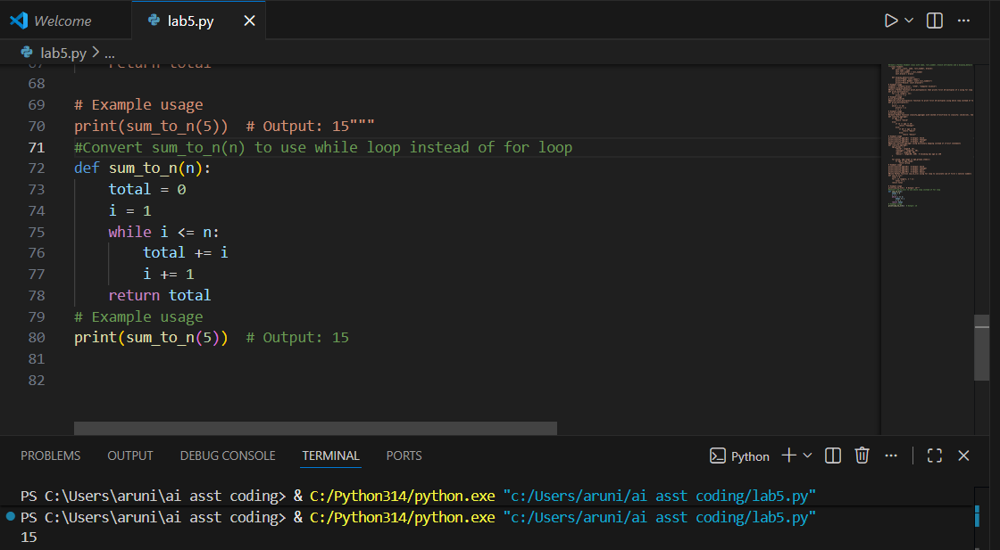 Welcome
lab5.py
lab5.py > ...
67 return total
68
69 # Example usage
70 print(sum_to_n(5))  # Output: 15"""
71 #Convert sum_to_n(n) to use while loop instead of for loop
72 def sum_to_n(n):
73     total = 0
74     i = 1
75     while i <= n:
76         total += i
77         i += 1
78     return total
79 # Example usage
80 print(sum_to_n(5))  # Output: 15
81
82
PROBLEMS OUTPUT DEBUG CONSOLE TERMINAL PORTS Python
PS C:\Users\aruni\ai asst coding> & C:/Python314/python.exe "c:/Users/aruni/ai asst coding/lab5.py"
PS C:\Users\aruni\ai asst coding> & C:/Python314/python.exe "c:/Users/aruni/ai asst coding/lab5.py"
15